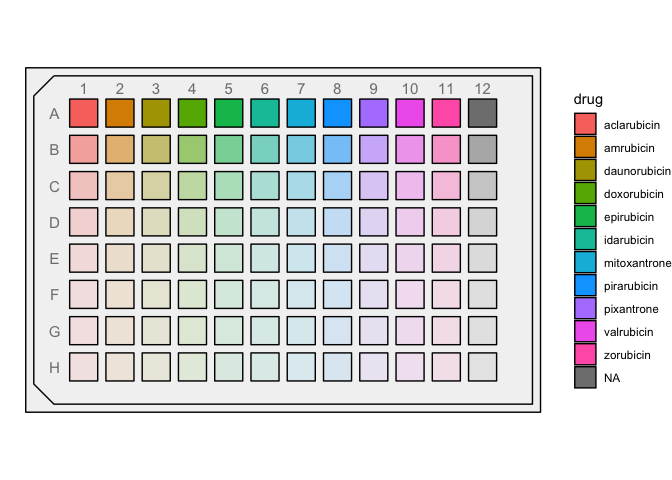 1 2 3 4 5 6 7 8 9 10 11 12
A
B
C
D
E
F
G
H
drug
aclarubicin
amrubicin
daunorubicin
doxorubicin
epirubicin
idarubicin
mitoxantrone
pirarubicin
pixantrone
valrubicin
zorubicin
NA